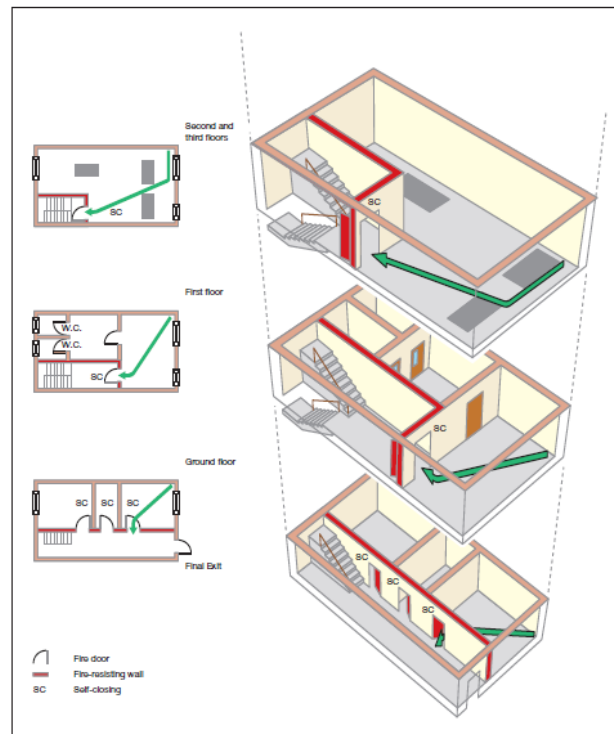 Second and
third floors
SC
SC
First floor
W.C.
W.C.
SC
SC
Ground floor
SC
SC
SC
Final Exit
SC
SC
SC
Fire door
Fire-resisting wall
SC
Self-closing